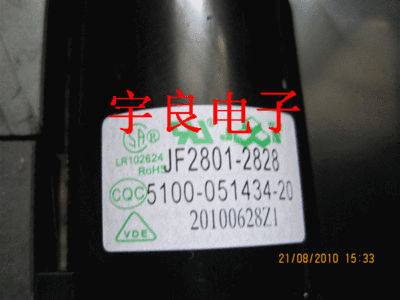 宇良电子
SA®
LR102624
RoHS
JF2801-2828
CQC
5100-051434-20
20100628Z1
VDE
21/08/2010 15:33